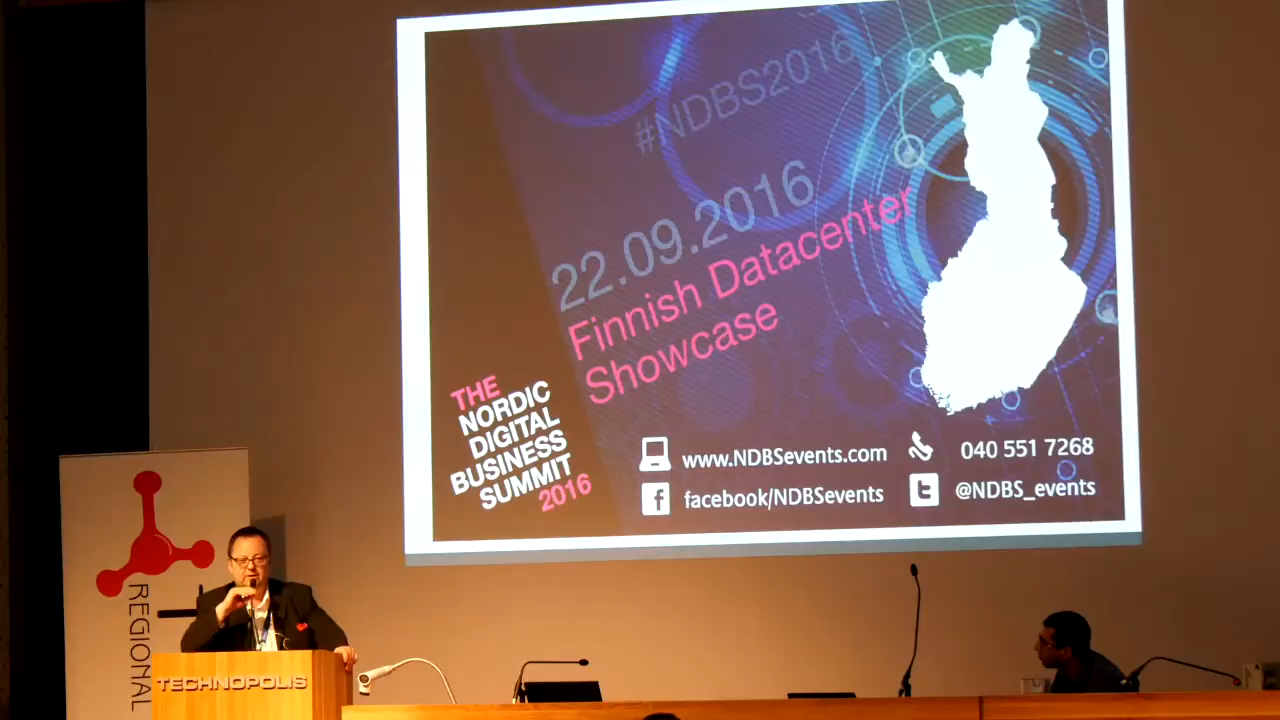 #NDBS2016
22.09.2016
Finnish Datacenter
Showcase
THE
NORDIC
DIGITAL
BUSINESS
SUMMIT
2016
www.NDBSevents.com
040 551 7268
facebook/NDBSevents
@NDBS_events
REGIONAL
TECHNOPOLIS